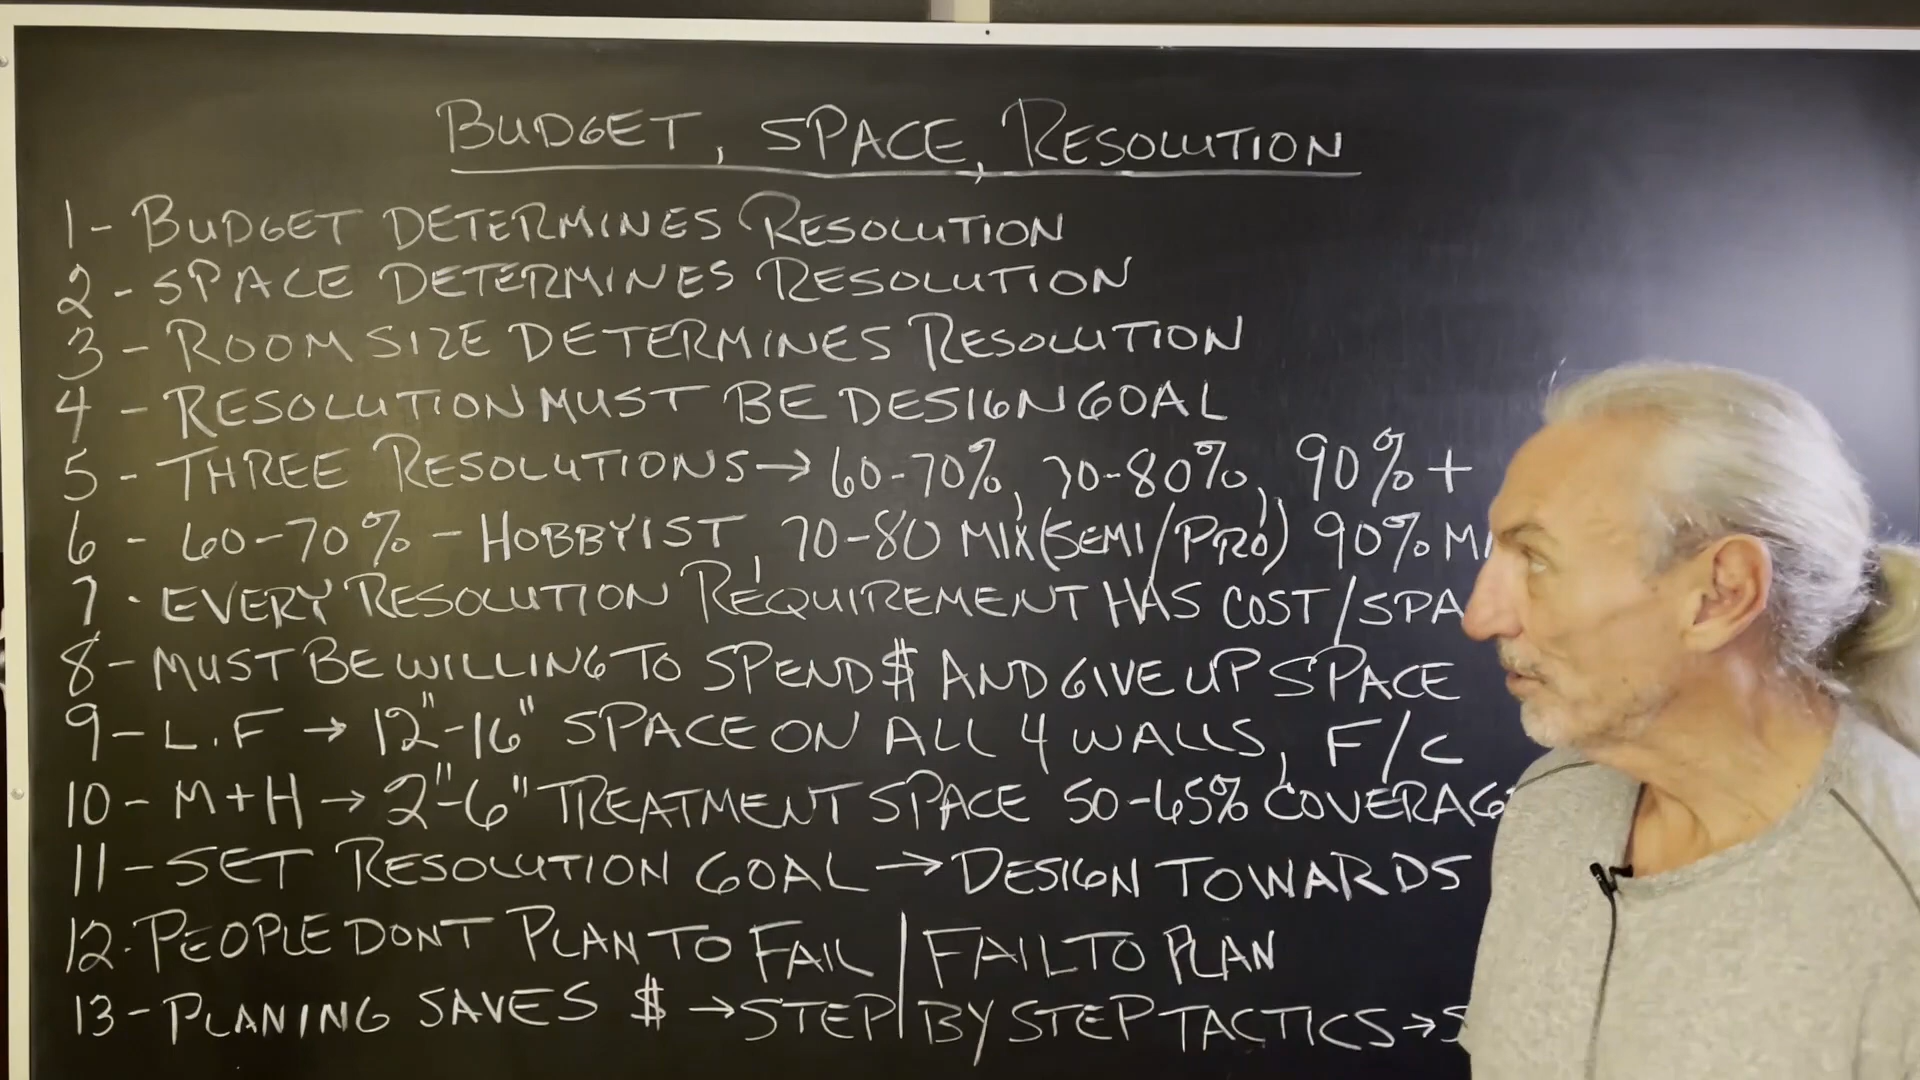 BUDGET, SPACE, RESOLUTION
1- BUDGET DETERMINES RESOLUTION
2- SPACE DETERMINES RESOLUTION
3- ROOM SIZE DETERMINES RESOLUTION
4- RESOLUTION MUST BE DESIGN GOAL
5- THREE RESOLUTIONS → 60-70%, 70-80%, 90%+
6- 60-70% - HOBBYIST, 70-80 MIX (SEMI/PRO) 90%
7- EVERY RESOLUTION REQUIREMENT HAS COST/
8- MUST BE WILLING TO SPEND $ AND GIVE UP SPACE
9- L.F → 12"-16" SPACE ON ALL 4 WALLS, F/C
10- M+H → 2"-6" TREATMENT SPACE 50-65% COVERAG
11- SET RESOLUTION GOAL → DESIGN TOWARDS
12- PEOPLE DONT PLAN TO FAIL / FAIL TO PLAN
13- PLANING SAVES $ → STEP BY STEP TACTICS →